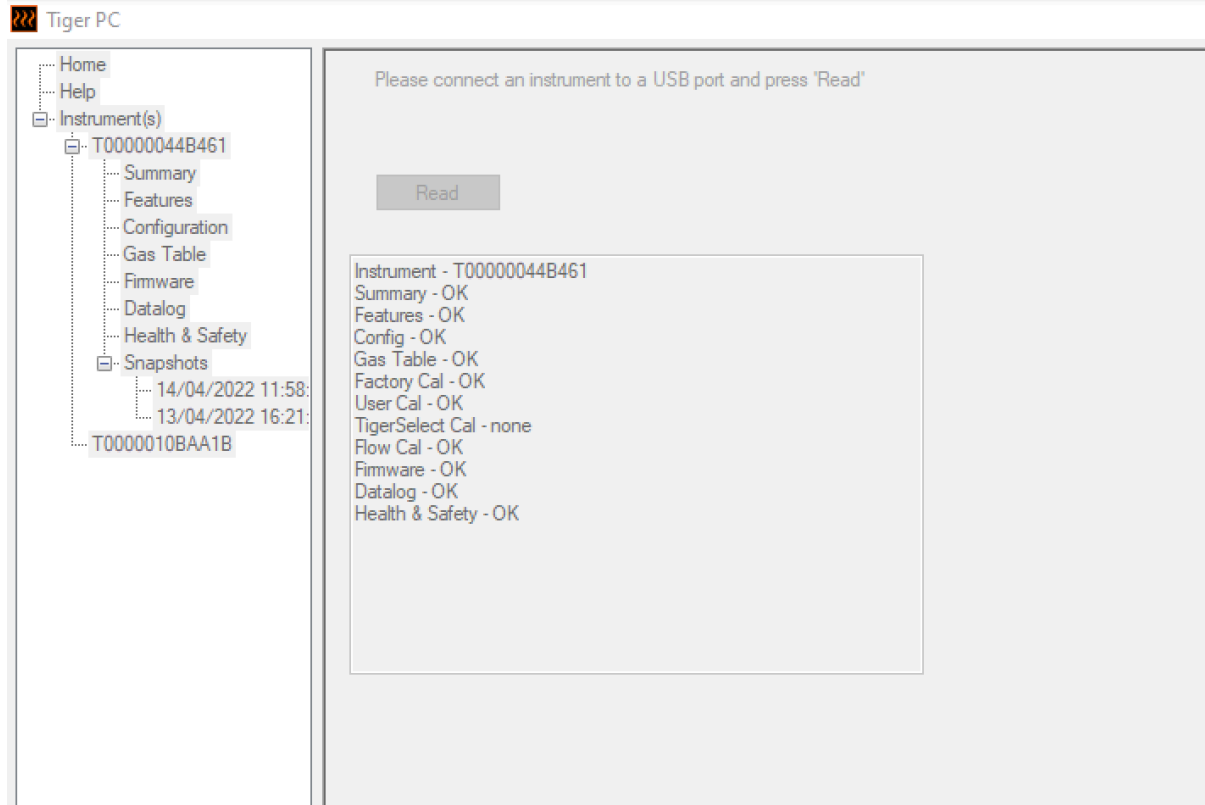 Tiger PC
Home
Help
Instrument(s)
T00000044B461
Summary
Features
Configuration
Gas Table
Firmware
Datalog
Health & Safety
Snapshots
14/04/2022 11:58:
13/04/2022 16:21:
T0000010BAA1B
Please connect an instrument to a USB port and press 'Read'
Read
Instrument - T00000044B461
Summary - OK
Features - OK
Config - OK
Gas Table - OK
Factory Cal - OK
User Cal - OK
TigerSelect Cal - none
Flow Cal - OK
Firmware - OK
Datalog - OK
Health & Safety - OK